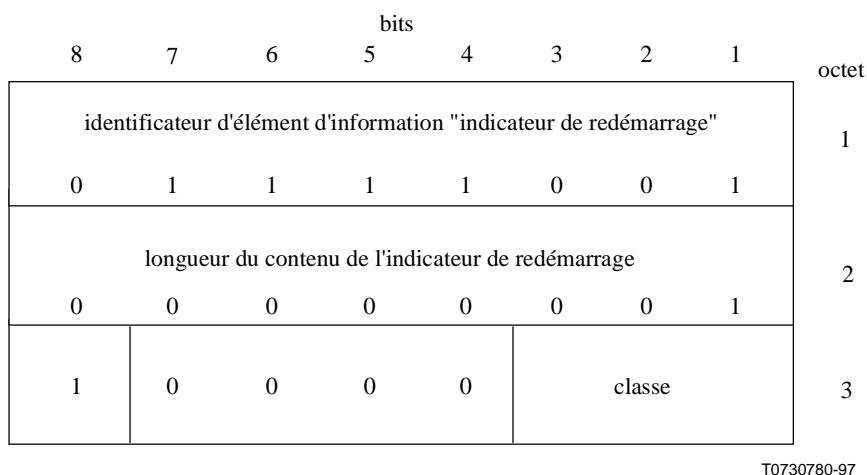 bits
8 7 6 5 4 3 2 1
octet
identificateur d'élément d'information "indicateur de redémarrage"
1
0 1 1 1 1 0 0 1
longueur du contenu de l'indicateur de redémarrage
2
0 0 0 0 0 0 0 1
1 0 0 0 0 classe 3
T0730780-97